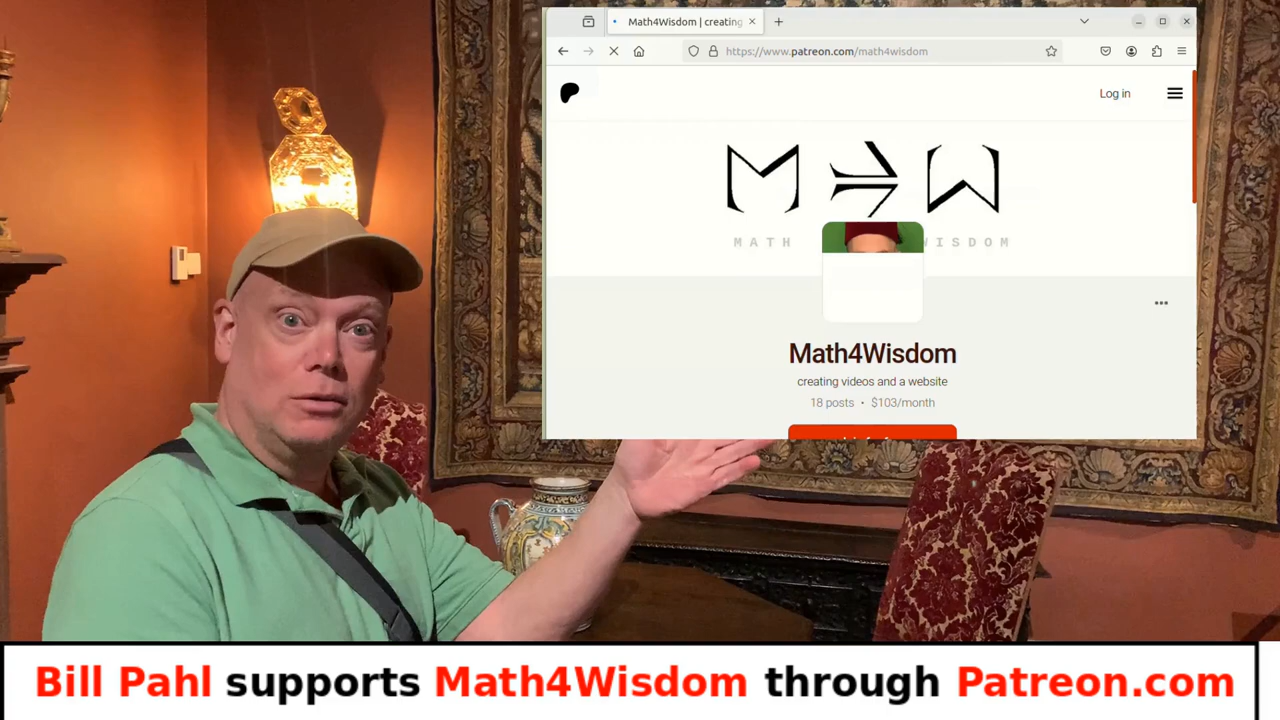 Math4Wisdom | creating
https://www.patreon.com/math4wisdom
Log in
M W
MATH WISDOM
Math4Wisdom
creating videos and a website
18 posts • $103/month
Bill Pahl supports Math4Wisdom through Patreon.com